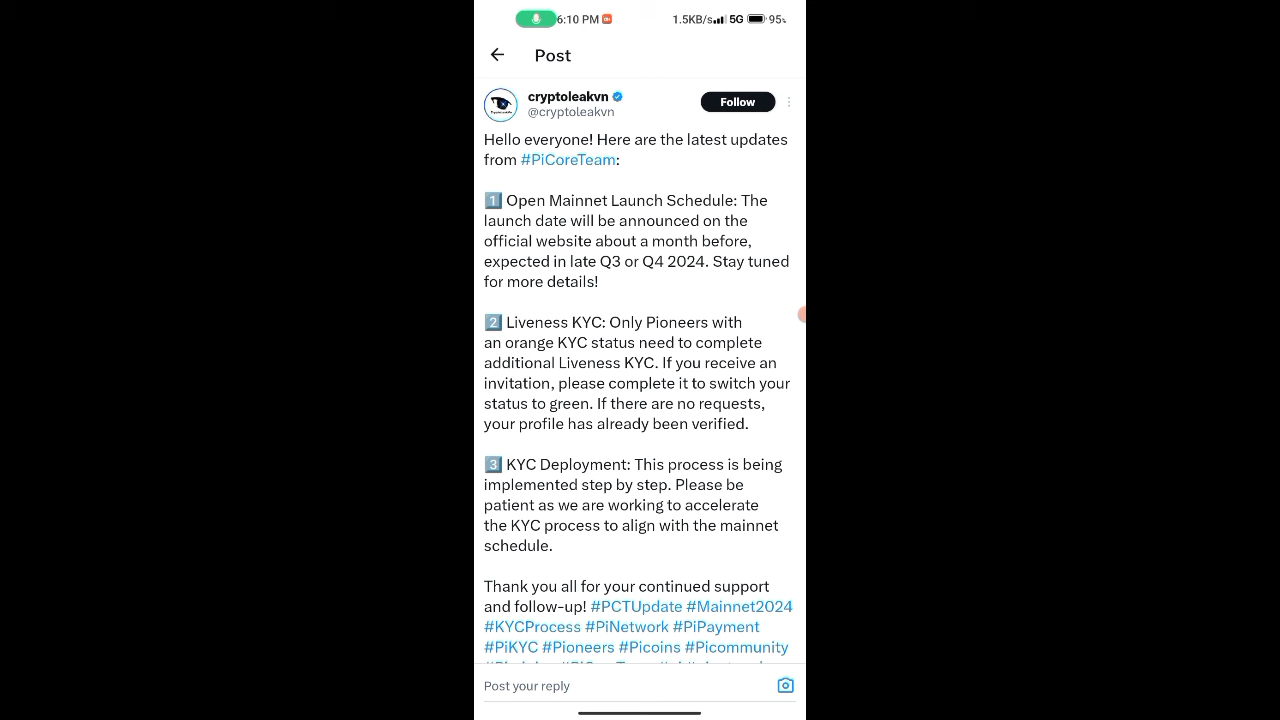 6:10 PM 1.5KB/s 5G 95%
Post
cryptoleakvn
@cryptoleakvn
Follow
Hello everyone! Here are the latest updates
from #PiCoreTeam:
1 Open Mainnet Launch Schedule: The
launch date will be announced on the
official website about a month before,
expected in late Q3 or Q4 2024. Stay tuned
for more details!
2 Liveness KYC: Only Pioneers with
an orange KYC status need to complete
additional Liveness KYC. If you receive an
invitation, please complete it to switch your
status to green. If there are no requests,
your profile has already been verified.
3 KYC Deployment: This process is being
implemented step by step. Please be
patient as we are working to accelerate
the KYC process to align with the mainnet
schedule.
Thank you all for your continued support
and follow-up! #PCTUpdate #Mainnet2024
#KYCProcess #PiNetwork #PiPayment
#PiKYC #Pioneers #Picoins #Picommunity
Post your reply